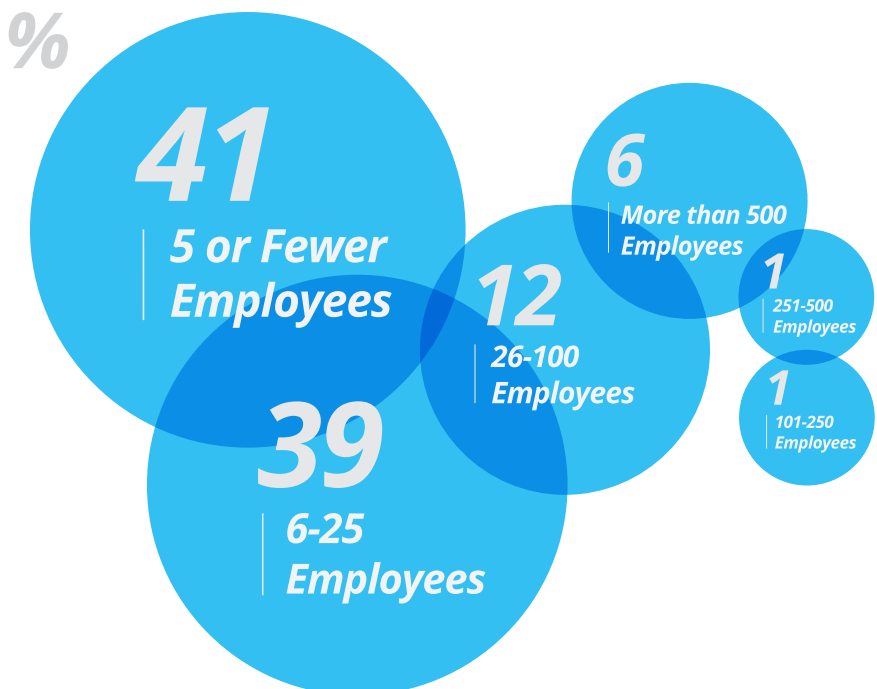 %
41
5 or Fewer
Employees
39
6-25
Employees
12
26-100
Employees
6
More than 500
Employees
1
251-500
Employees
1
101-250
Employees